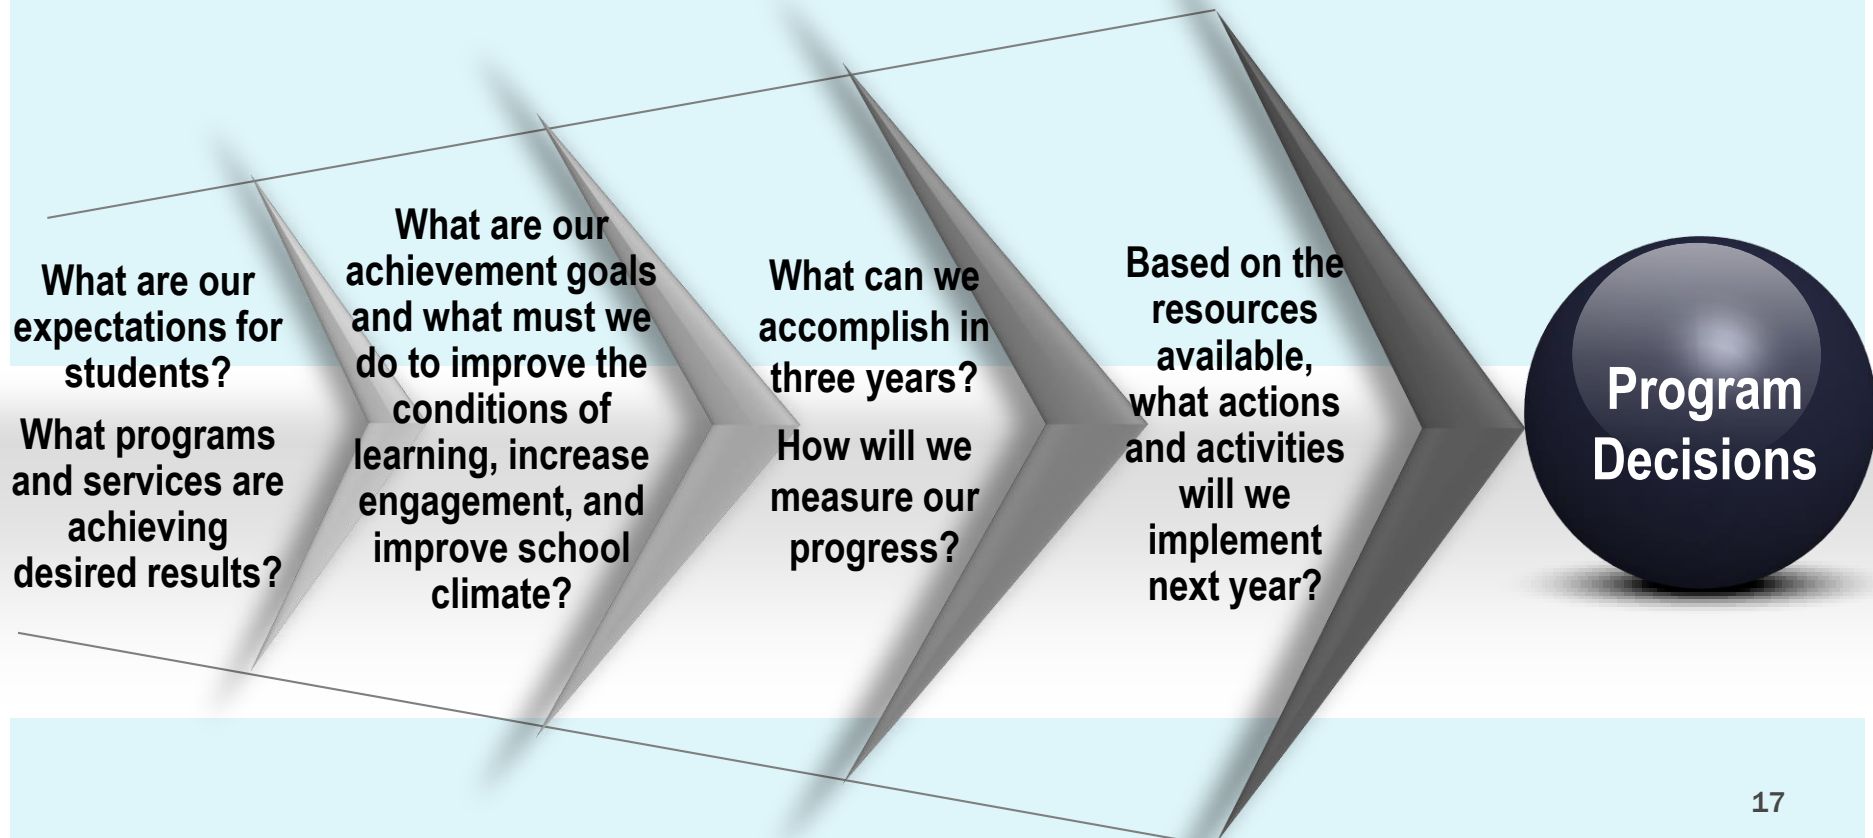 What are our
expectations for
students?
What programs
and services are
achieving
desired results?
What are our
achievement goals
and what must we
do to improve the
conditions of
learning, increase
engagement, and
improve school
climate?
What can we
accomplish in
three years?
How will we
measure our
progress?
Based on the
resources
available,
what actions
and activities
will we
implement
next year?
Program
Decisions
17